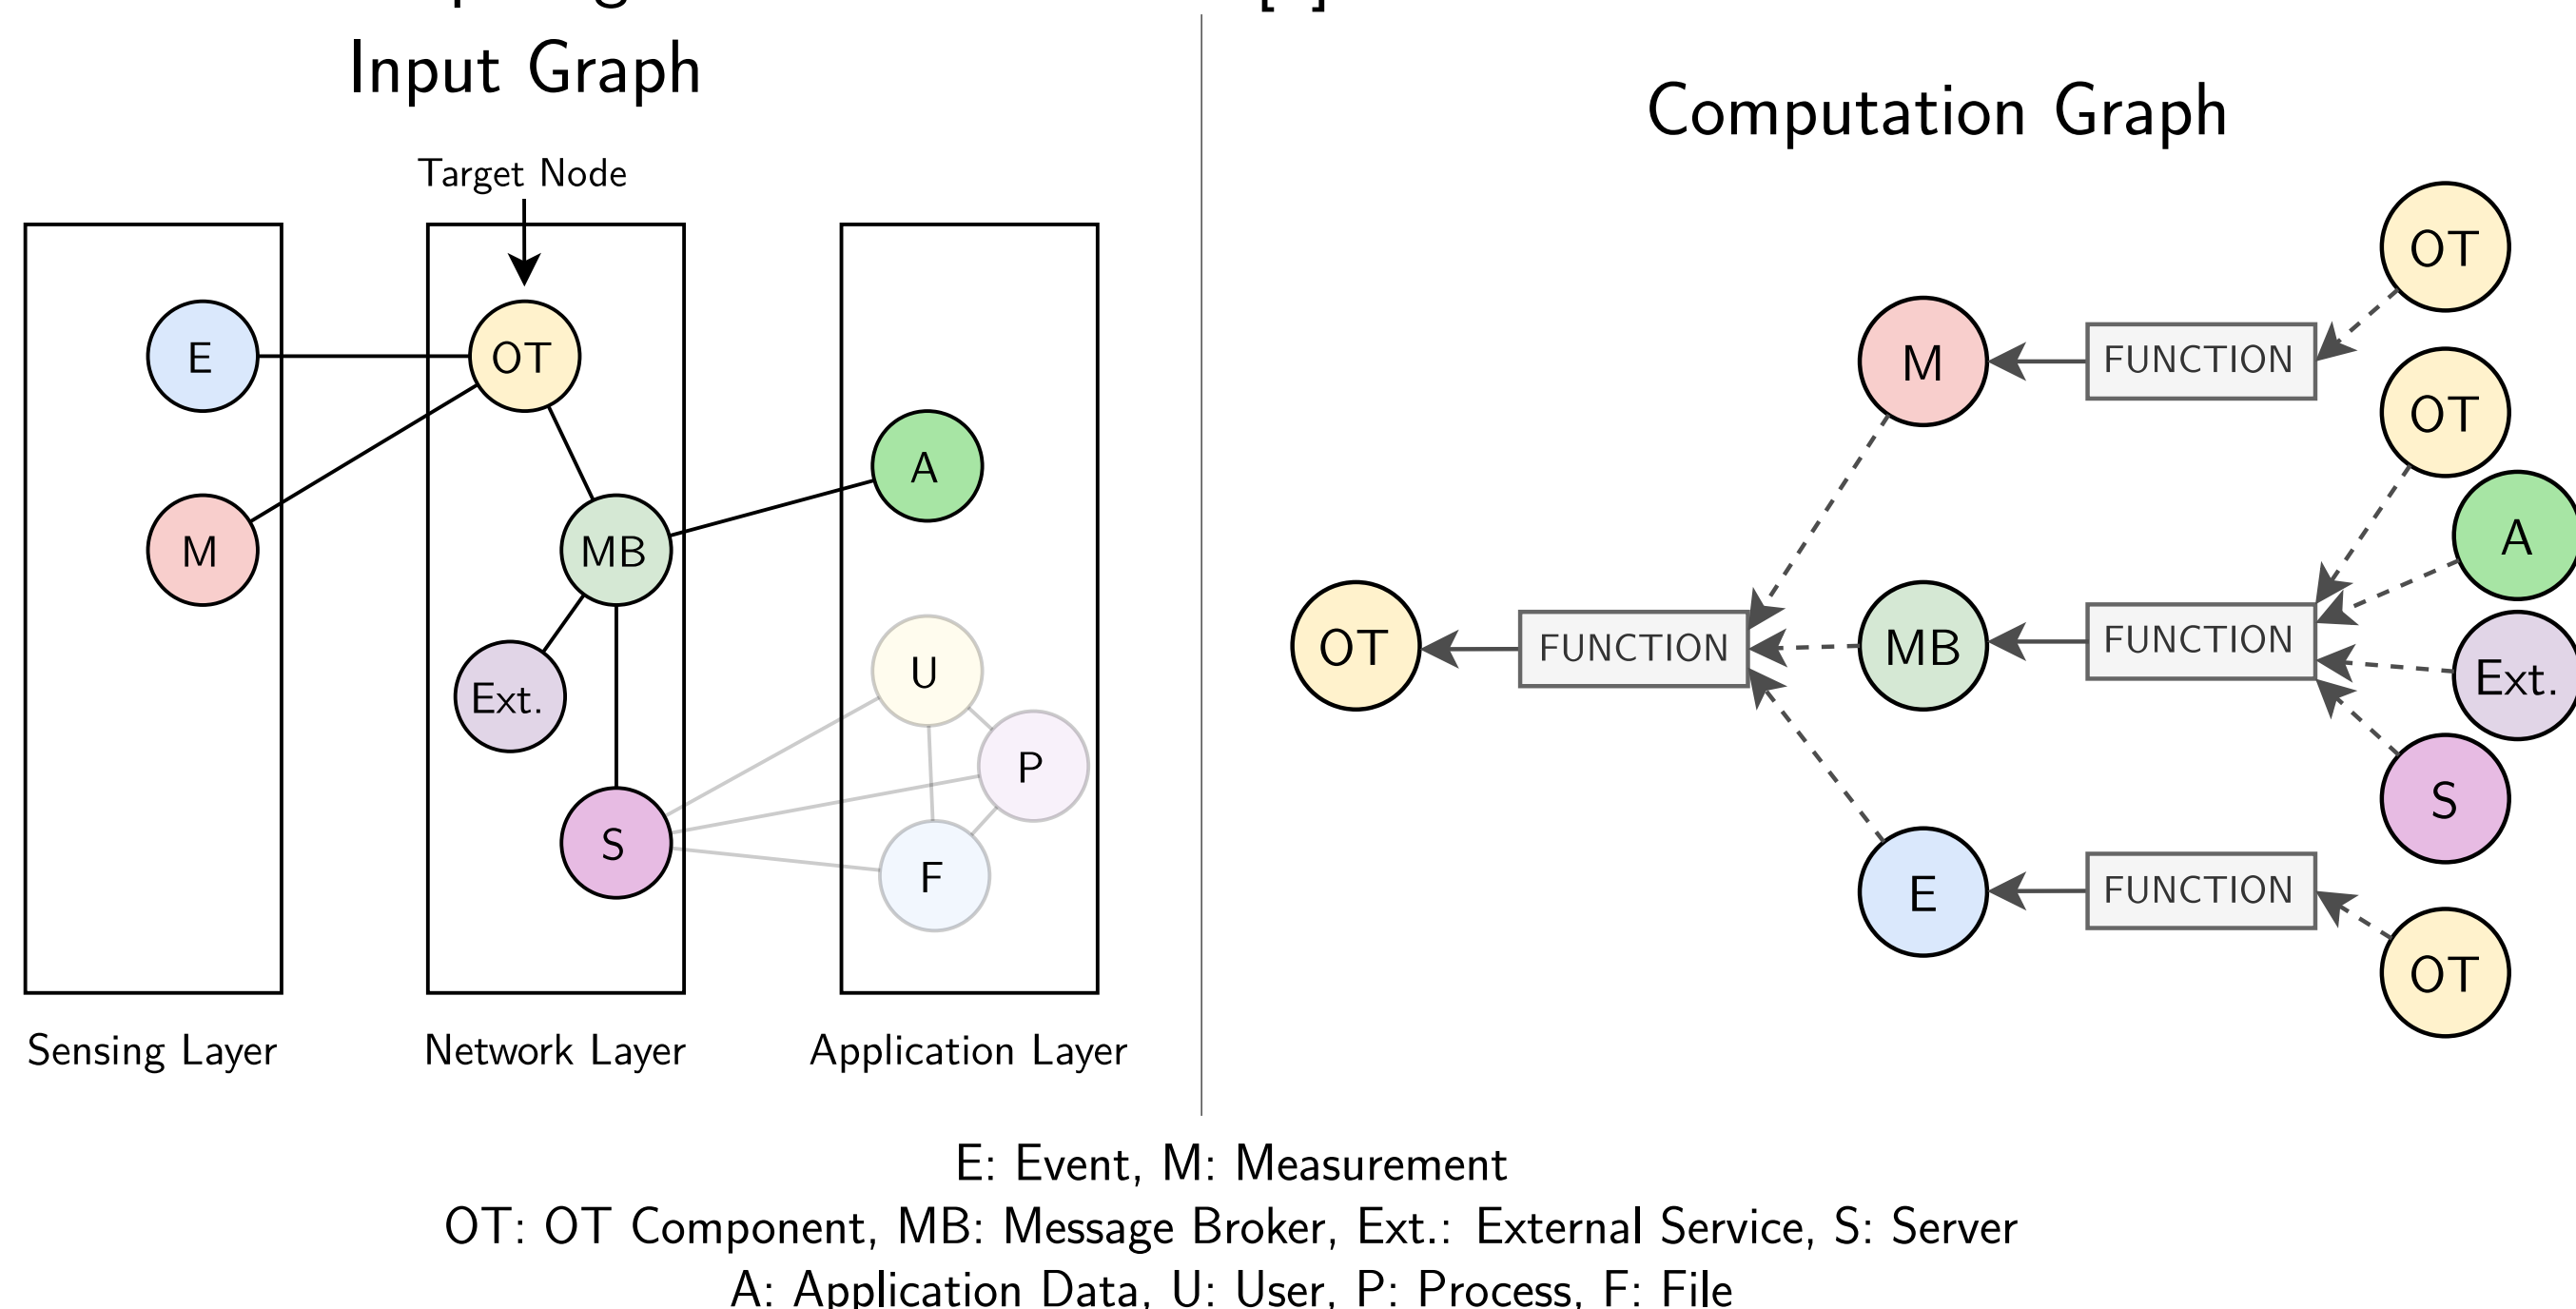 Input Graph
Target Node
E
OT
M
MB
A
Ext.
U
P
S
F
Sensing Layer
Network Layer
Application Layer
Computation Graph
OT
M
FUNCTION
OT
A
OT
FUNCTION
MB
FUNCTION
Ext.
S
E
FUNCTION
OT
E: Event, M: Measurement
OT: OT Component, MB: Message Broker, Ext.: External Service, S: Server
A: Application Data, U: User, P: Process, F: File